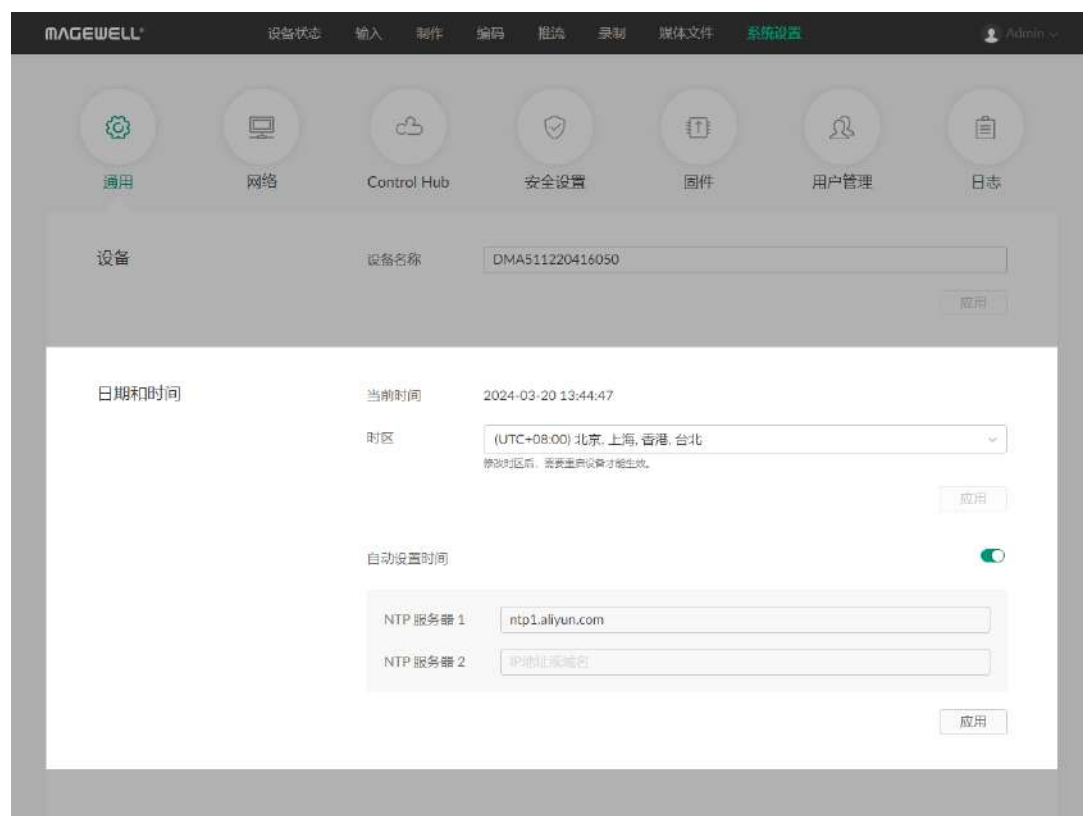 MAGEWELL®
设备状态 输入 制作 编码 推流 录制 媒体文件 系统设置 Admin
通用 网络 Control Hub 安全设置 固件 用户管理 日志
设备 设备名称 DMA511220416050
应用
日期和时间 当前时间 2024-03-20 13:44:47
时区 (UTC+08:00) 北京, 上海, 香港, 台北
修改时区后，需要重启设备才能生效。
应用
自动设置时间
NTP 服务器 1 ntp1.aliyun.com
NTP 服务器 2 IP地址或域名
应用